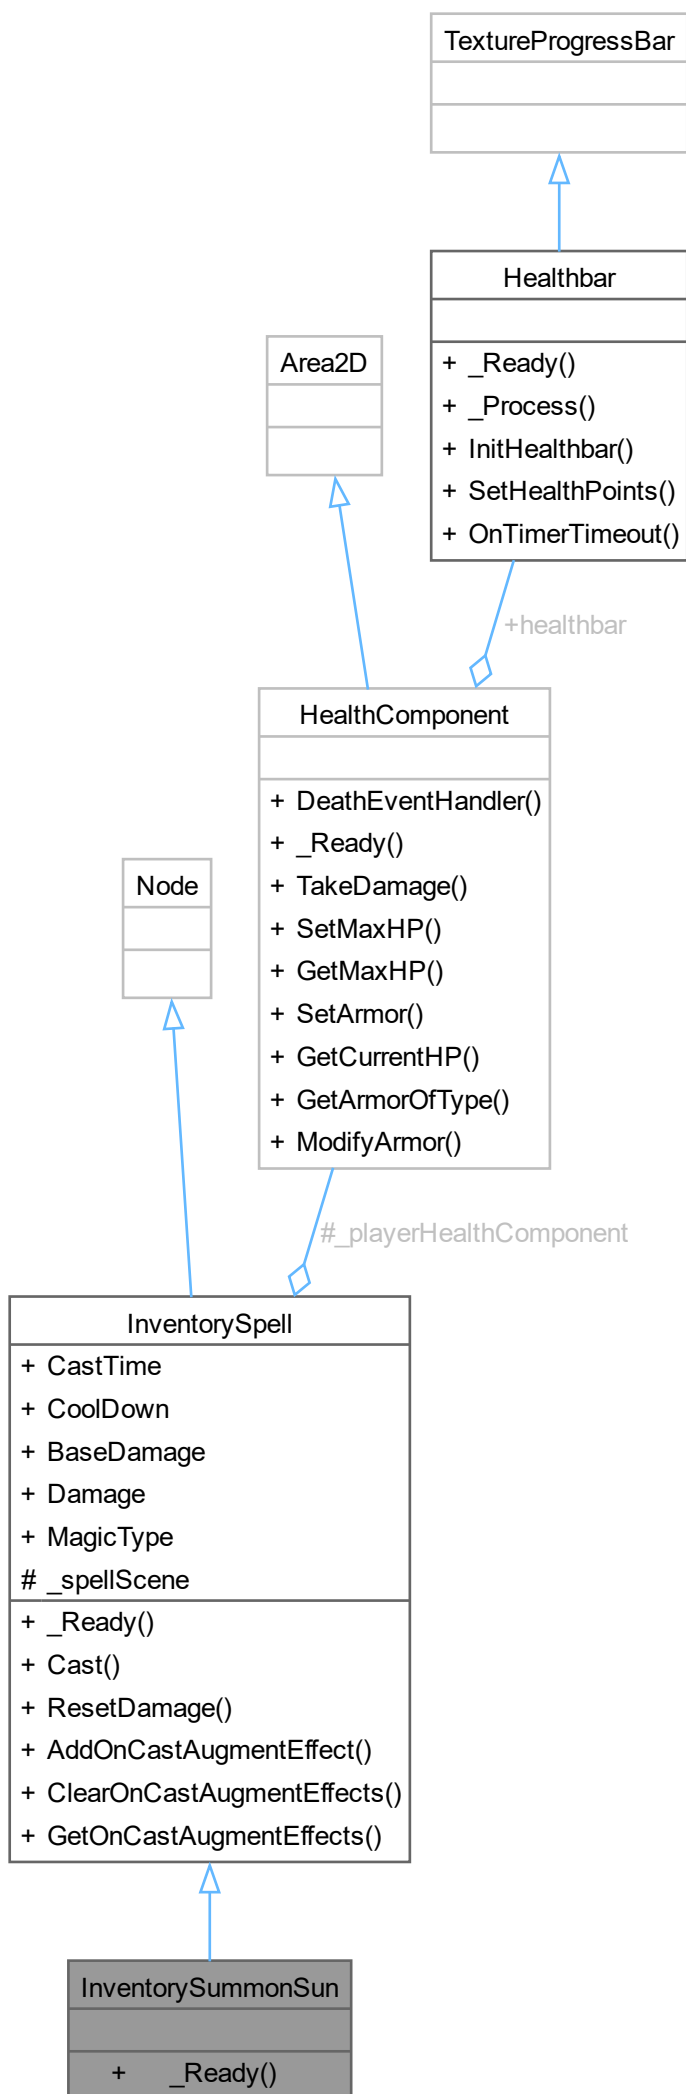 TextureProgressBar
Healthbar
+ _Ready()
+ _Process()
+ InitHealthbar()
+ SetHealthPoints()
+ OnTimerTimeout()
Area2D
+healthbar
HealthComponent
+ DeathEventHandler()
+ _Ready()
+ TakeDamage()
+ SetMaxHP()
+ GetMaxHP()
+ SetArmor()
+ GetCurrentHP()
+ GetArmorOfType()
+ ModifyArmor()
Node
#_playerHealthComponent
InventorySpell
+ CastTime
+ CoolDown
+ BaseDamage
+ Damage
+ MagicType
# _spellScene
+ _Ready()
+ Cast()
+ ResetDamage()
+ AddOnCastAugmentEffect()
+ ClearOnCastAugmentEffects()
+ GetOnCastAugmentEffects()
InventorySummonSun
+ _Ready()